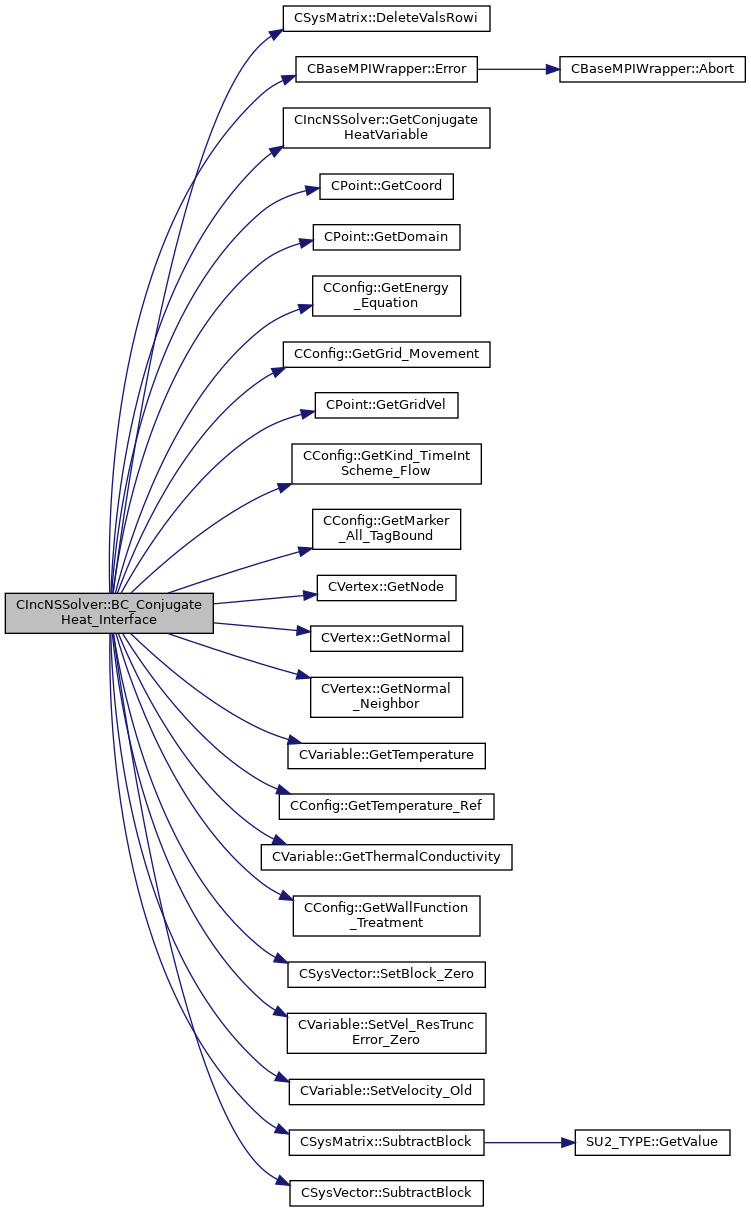 CSysMatrix::DeleteValsRowi
CBaseMPIWrapper::Error
CBaseMPIWrapper::Abort
CIncNSSolver::GetConjugate
HeatVariable
CPoint::GetCoord
CPoint::GetDomain
CConfig::GetEnergy
_Equation
CConfig::GetGrid_Movement
CPoint::GetGridVel
CConfig::GetKind_TimeInt
Scheme_Flow
CConfig::GetMarker
_All_TagBound
CVertex::GetNode
CIncNSSolver::BC_Conjugate
Heat_Interface
CVertex::GetNormal
CVertex::GetNormal
_Neighbor
CVariable::GetTemperature
CConfig::GetTemperature_Ref
CVariable::GetThermalConductivity
CConfig::GetWallFunction
_Treatment
CSysVector::SetBlock_Zero
CVariable::SetVel_ResTrunc
Error_Zero
CVariable::SetVelocity_Old
CSysMatrix::SubtractBlock
SU2_TYPE::GetValue
CSysVector::SubtractBlock